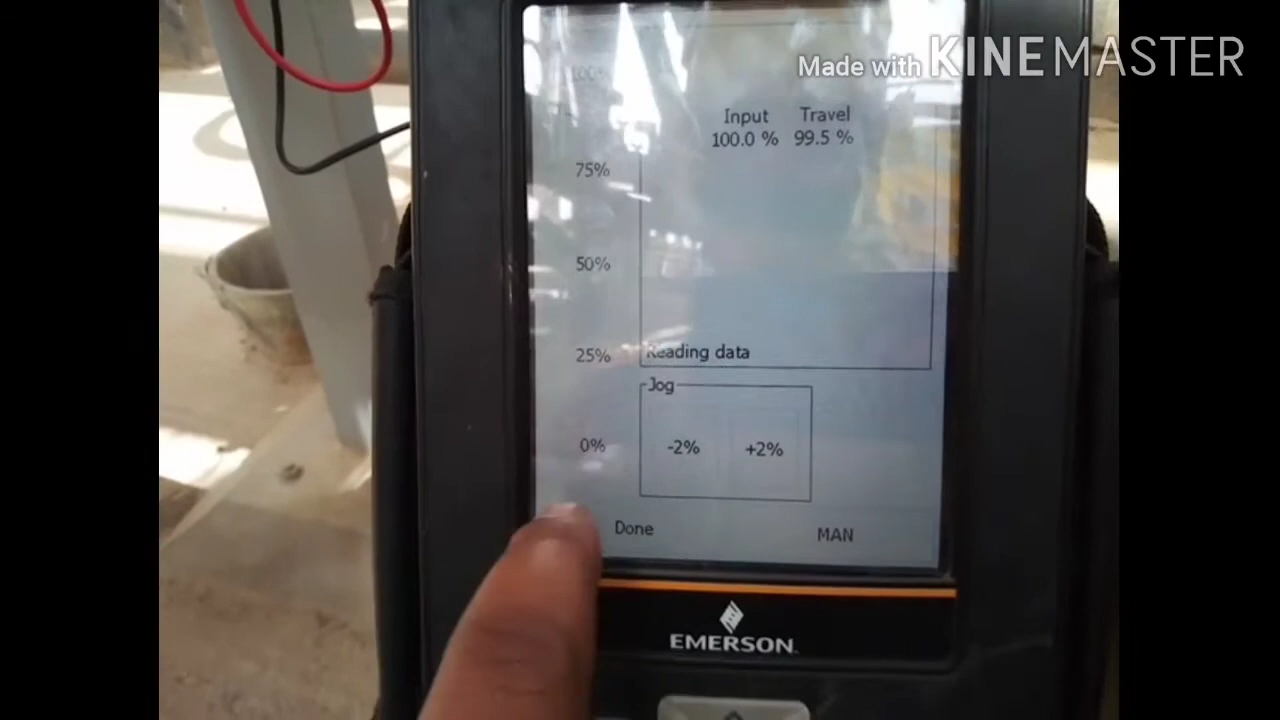 Made with KINEMASTER
100%
Input Travel
100.0 % 99.5 %
75%
50%
25%
Reading data
Jog
0%
-2% +2%
Done
MAN
EMERSON